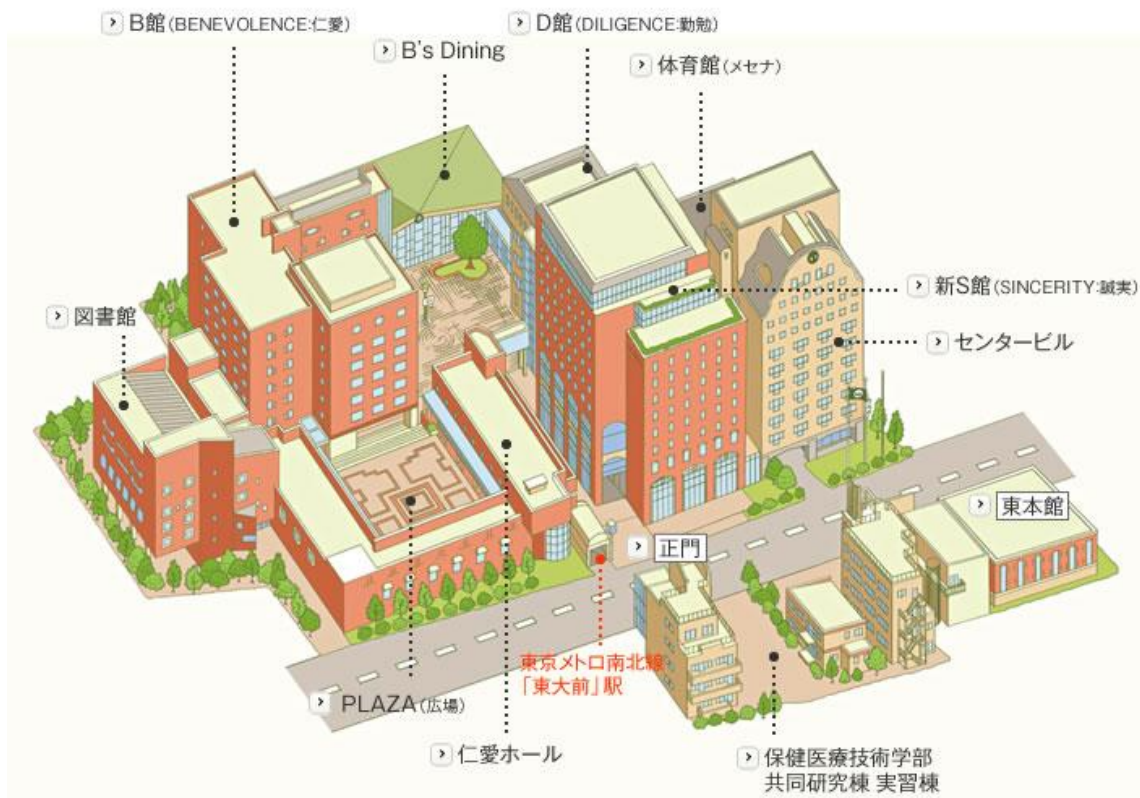 B館(BENEVOLENCE:仁愛)
D館(DILIGENCE:勤勉)
B's Dining
体育館(メセナ)
新S館(SINCERITY:誠実)
図書館
センタービル
東本館
正門
東京メトロ南北線
「東大前」駅
PLAZA(広場)
仁愛ホール
保健医療技術学部
共同研究棟 実習棟